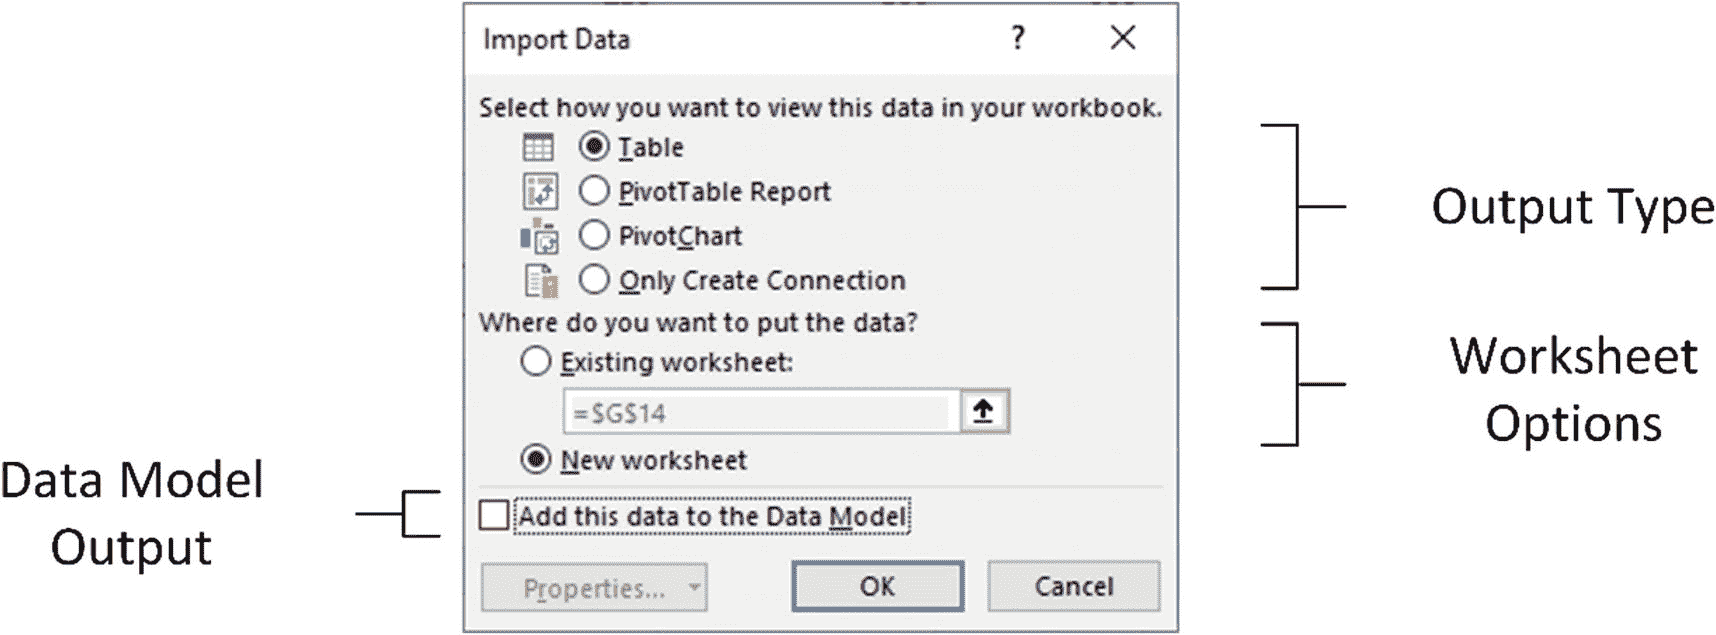 Import Data
?
Select how you want to view this data in your workbook.
Table
PivotTable Report
PivotChart
Only Create Connection
Where do you want to put the data?
Existing worksheet:
=$G$14
New worksheet
Add this data to the Data Model
Properties...
OK
Cancel
Output Type
Worksheet
Options
Data Model
Output